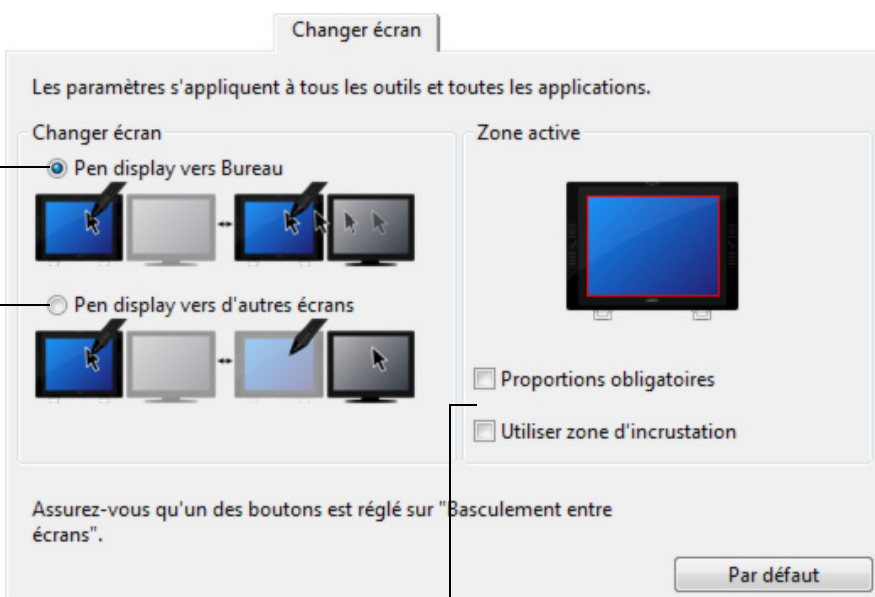 Changer écran
Les paramètres s'appliquent à tous les outils et toutes les applications.
Changer écran
Pen display vers Bureau
Pen display vers d'autres écrans
Zone active
Proportions obligatoires
Utiliser zone d'incrustation
Assurez-vous qu'un des boutons est réglé sur "Basculement entre
écrans".
Par défaut